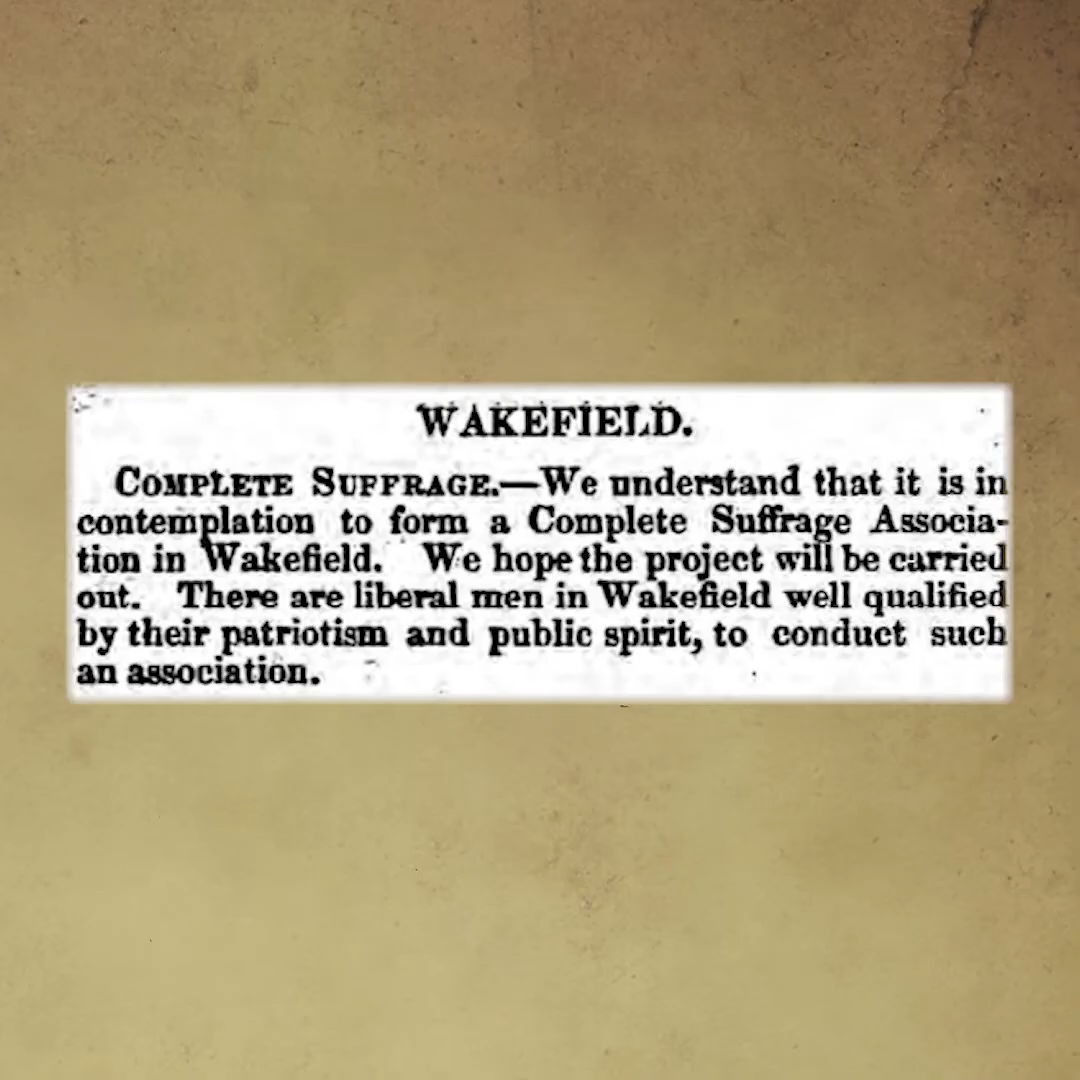 WAKEFIELD.
COMPLETE SUFFRAGE.—We understand that it is in
contemplation to form a Complete Suffrage Associa-
tion in Wakefield. We hope the project will be carried
out. There are liberal men in Wakefield well qualified
by their patriotism and public spirit, to conduct such
an association.